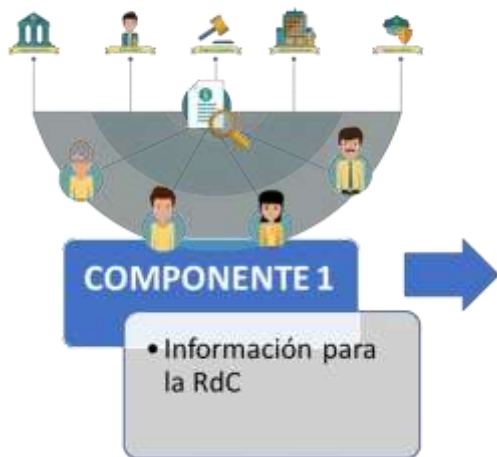 COMPONENTE 1
• Información para
la RdC